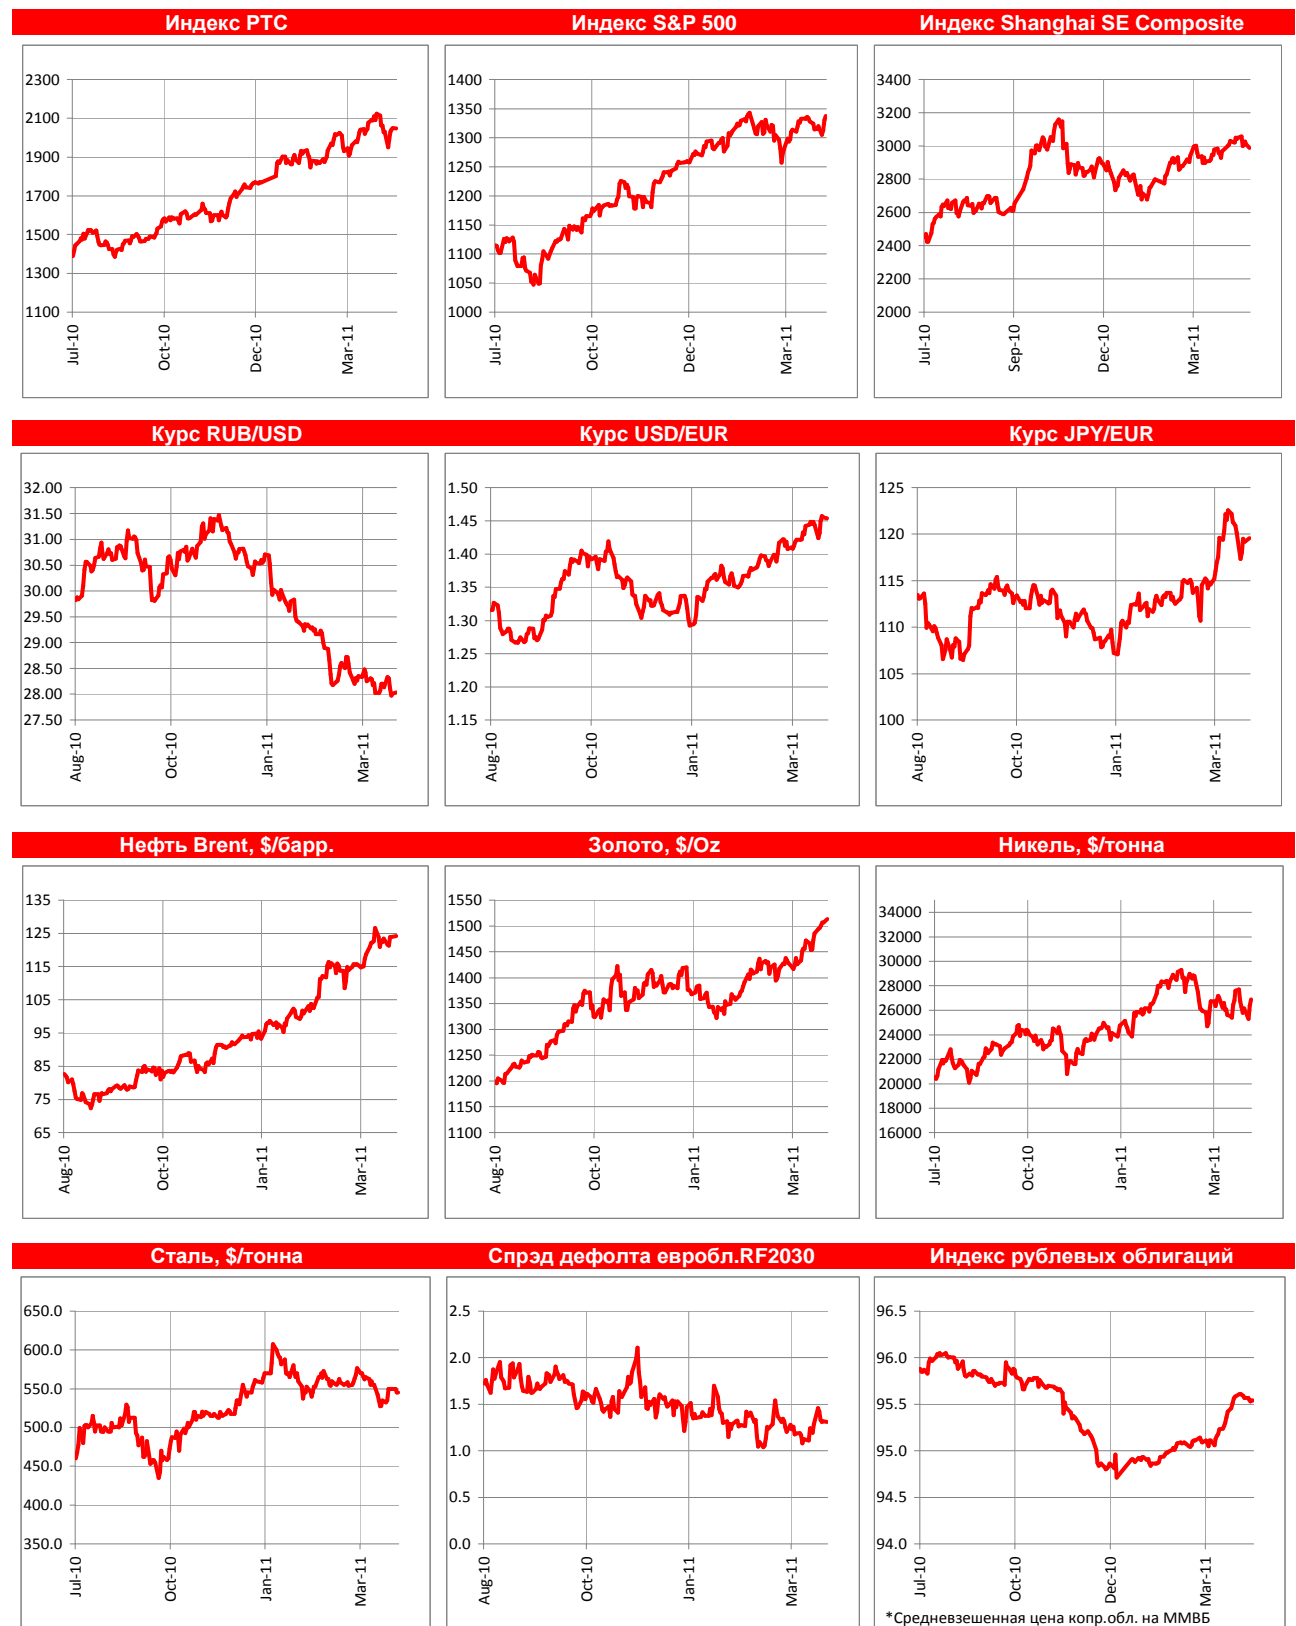 Индекс РТС
Индекс S&P 500
Индекс Shanghai SE Composite
2300
2100
1900
1700
1500
1300
1100
Jul-10
Oct-10
Dec-10
Mar-11
1400
1350
1300
1250
1200
1150
1100
1050
1000
Jul-10
Oct-10
Dec-10
Mar-11
3400
3200
3000
2800
2600
2400
2200
2000
Jul-10
Sep-10
Dec-10
Mar-11
Курс RUB/USD
Курс USD/EUR
Курс JPY/EUR
32.00
31.50
31.00
30.50
30.00
29.50
29.00
28.50
28.00
27.50
Aug-10
Oct-10
Jan-11
Mar-11
1.50
1.45
1.40
1.35
1.30
1.25
1.20
1.15
Aug-10
Oct-10
Jan-11
Mar-11
125
120
115
110
105
100
Aug-10
Oct-10
Jan-11
Mar-11
Нефть Brent, $/барр.
Золото, $/Oz
Никель, $/тонна
135
125
115
105
95
85
75
65
Aug-10
Oct-10
Jan-11
Mar-11
1550
1500
1450
1400
1350
1300
1250
1200
1150
1100
Aug-10
Oct-10
Jan-11
Mar-11
34000
32000
30000
28000
26000
24000
22000
20000
18000
16000
Jul-10
Oct-10
Jan-11
Mar-11
Сталь, $/тонна
Спрэд дефолта евробл.RF2030
Индекс рублевых облигаций
650.0
600.0
550.0
500.0
450.0
400.0
350.0
Jul-10
Oct-10
Jan-11
Mar-11
2.5
2.0
1.5
1.0
0.5
0.0
Aug-10
Oct-10
Jan-11
Mar-11
96.5
96.0
95.5
95.0
94.5
94.0
Jul-10
Oct-10
Dec-10
Mar-11
*Средневзешенная цена копр.обл. на ММВБ